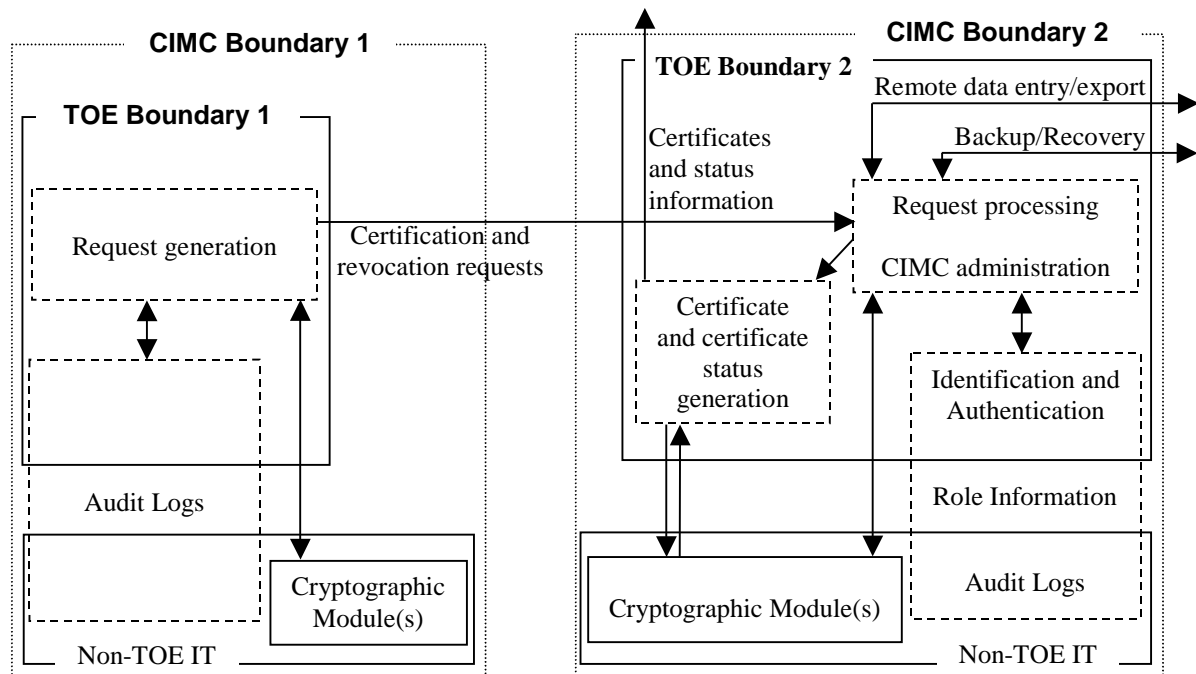 CIMC Boundary 1
TOE Boundary 1
Request generation
Certification and
revocation requests
Audit Logs
Cryptographic
Module(s)
Non-TOE IT
CIMC Boundary 2
TOE Boundary 2
Remote data entry/export
Backup/Recovery
Certificates
and status
information
Request processing
CIMC administration
Certificate
and certificate
status
generation
Identification and
Authentication
Role Information
Audit Logs
Cryptographic Module(s)
Non-TOE IT